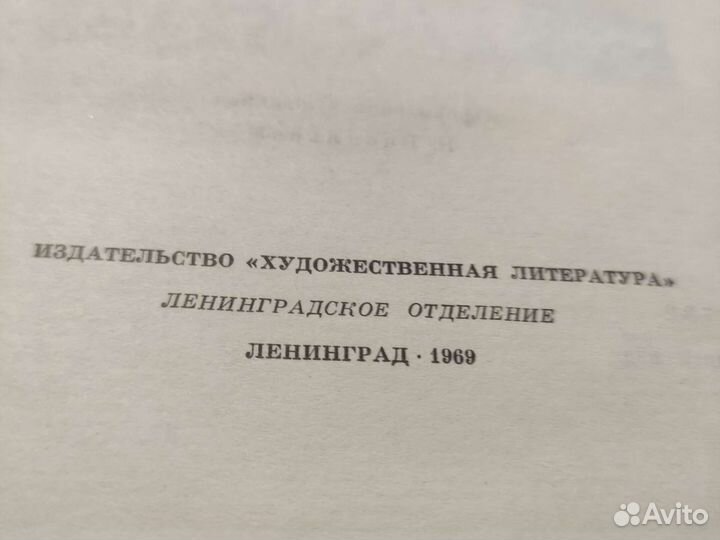 ИЗДАТЕЛЬСТВО «ХУДОЖЕСТВЕННАЯ ЛИТЕРАТУРА»
ЛЕНИНГРАДСКОЕ ОТДЕЛЕНИЕ
ЛЕНИНГРАД · 1969
Avito